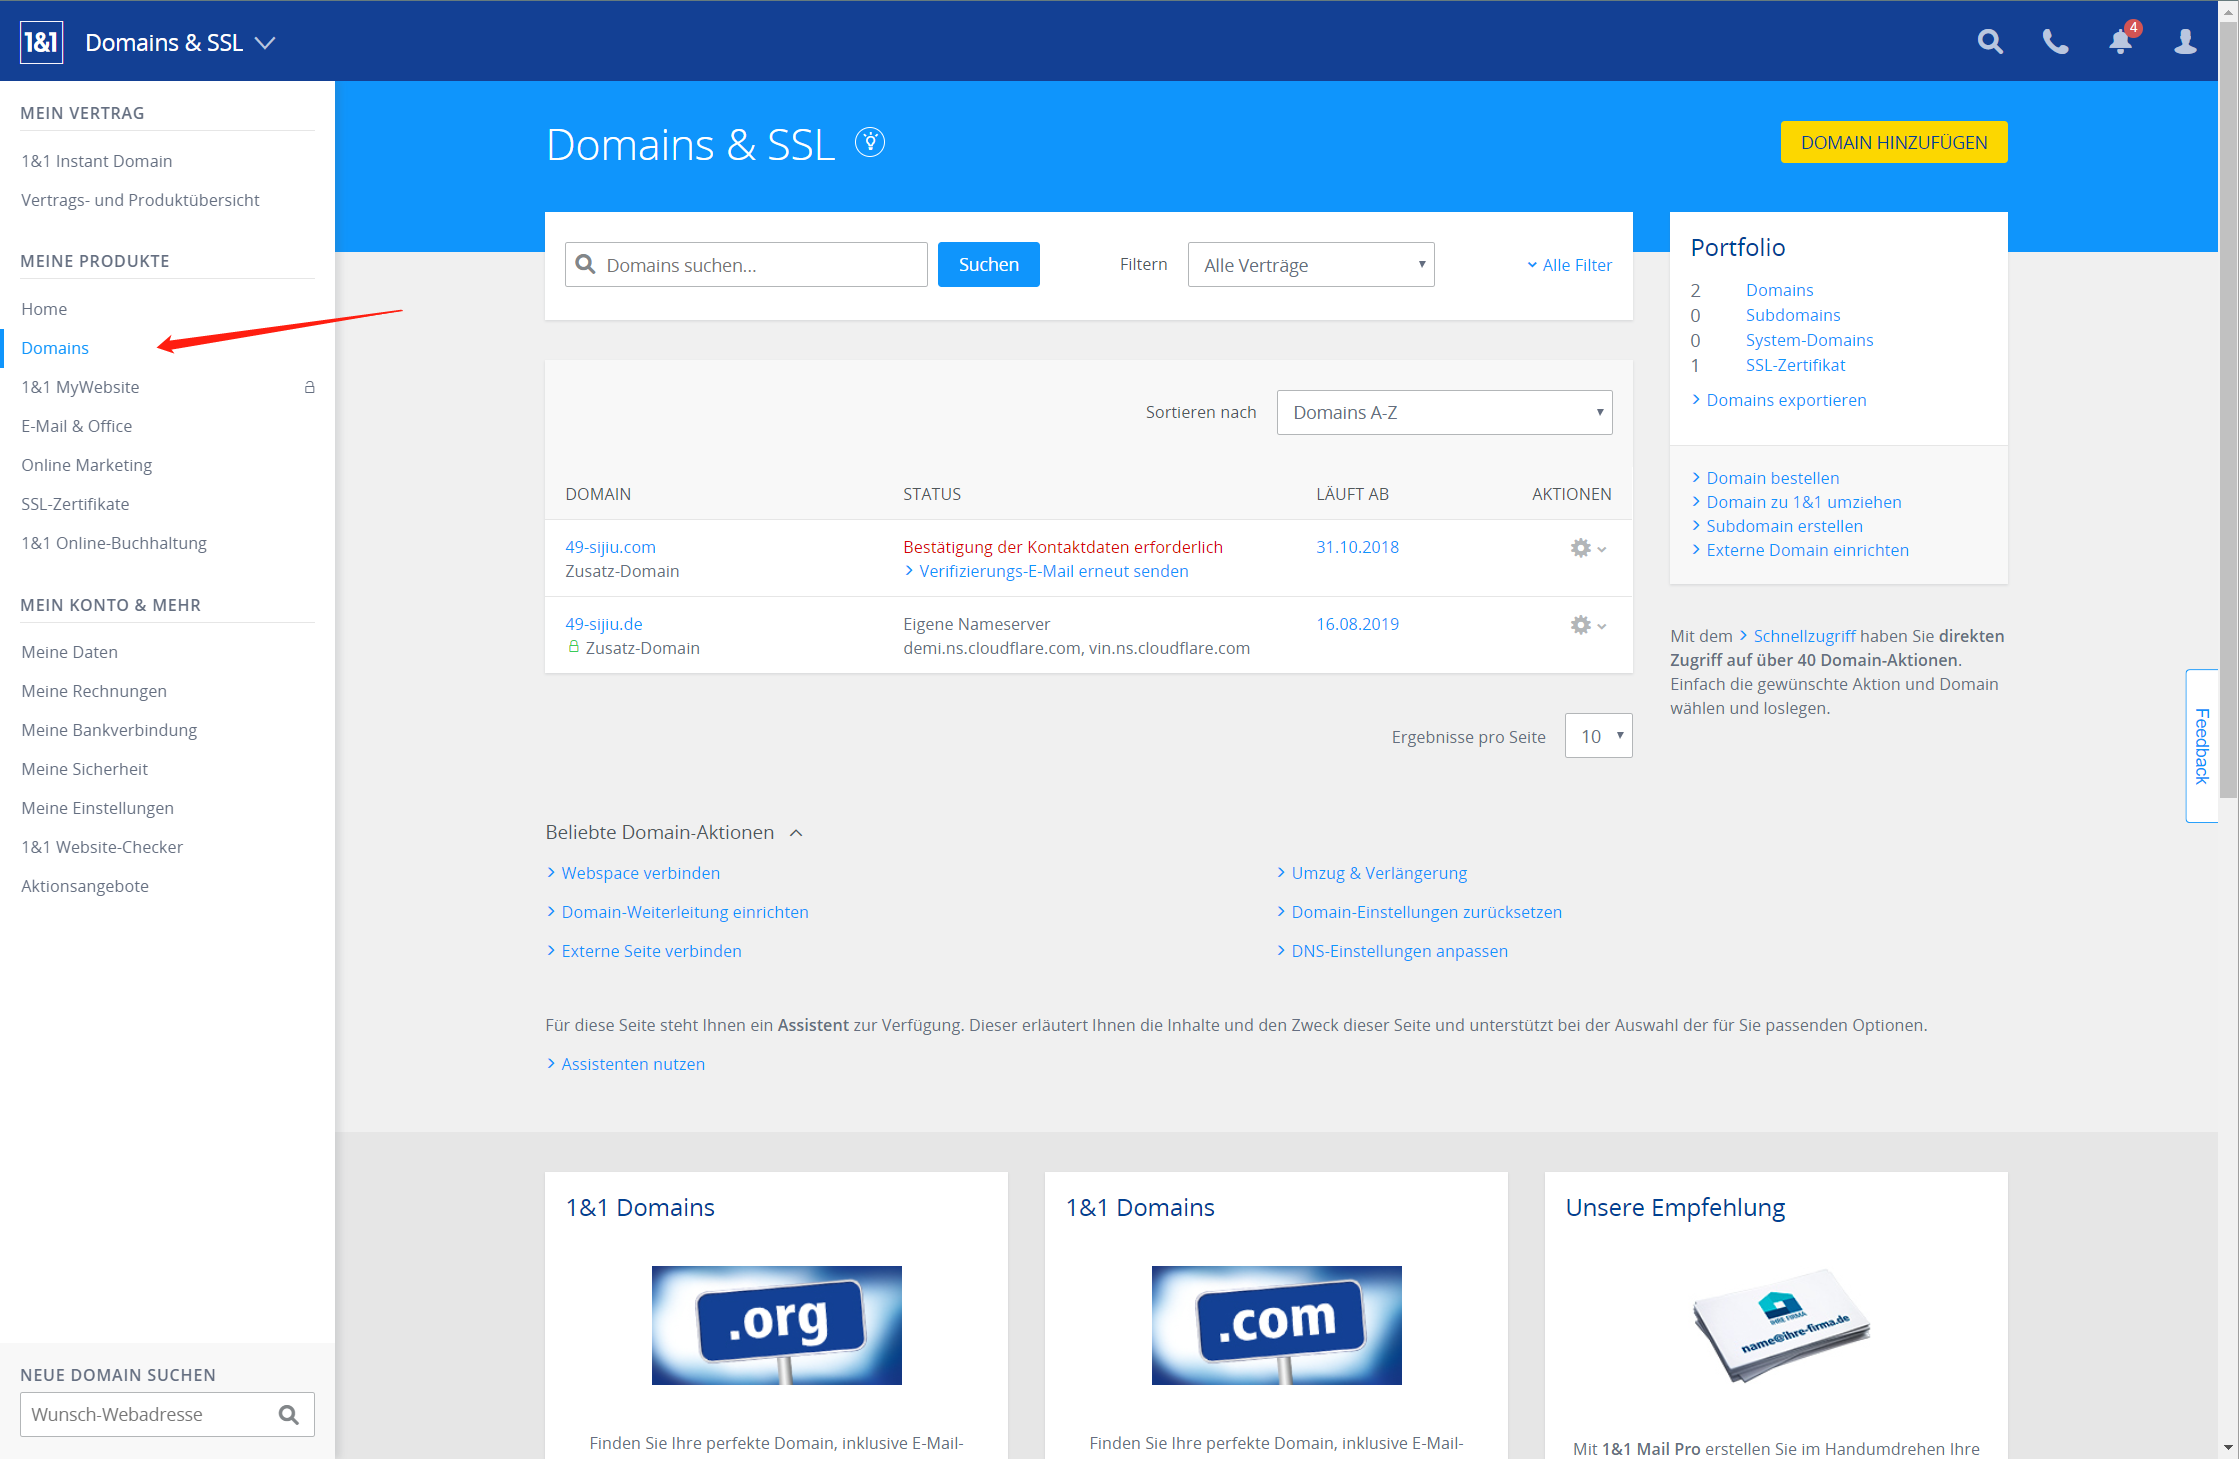 1&1 Domains & SSL
4
MEIN VERTRAG
1&1 Instant Domain
Vertrags- und Produktübersicht
MEINE PRODUKTE
Home
Domains
1&1 MyWebsite
E-Mail & Office
Online Marketing
SSL-Zertifikate
1&1 Online-Buchhaltung
MEIN KONTO & MEHR
Meine Daten
Meine Rechnungen
Meine Bankverbindung
Meine Sicherheit
Meine Einstellungen
1&1 Website-Checker
Aktionsangebote
NEUE DOMAIN SUCHEN
Wunsch-Webadresse
Domains & SSL
DOMAIN HINZUFÜGEN
Domains suchen...
Suchen
Filtern
Alle Verträge
Alle Filter
Sortieren nach
Domains A-Z
DOMAIN STATUS LÄUFT AB AKTIONEN
49-sijiu.com Bestätigung der Kontaktdaten erforderlich 31.10.2018
Zusatz-Domain Verifizierungs-E-Mail erneut senden
49-sijiu.de Eigene Nameserver 16.08.2019
Zusatz-Domain demi.ns.cloudflare.com, vin.ns.cloudflare.com
Ergebnisse pro Seite 10
Portfolio
2 Domains
0 Subdomains
0 System-Domains
1 SSL-Zertifikat
Domains exportieren
Domain bestellen
Domain zu 1&1 umziehen
Subdomain erstellen
Externe Domain einrichten
Mit dem Schnellzugriff haben Sie direkten
Zugriff auf über 40 Domain-Aktionen.
Einfach die gewünschte Aktion und Domain
wählen und loslegen.
Feedback
Beliebte Domain-Aktionen
Webspace verbinden
Domain-Weiterleitung einrichten
Externe Seite verbinden
Umzug & Verlängerung
Domain-Einstellungen zurücksetzen
DNS-Einstellungen anpassen
Für diese Seite steht Ihnen ein Assistent zur Verfügung. Dieser erläutert Ihnen die Inhalte und den Zweck dieser Seite und unterstützt bei der Auswahl der für Sie passenden Optionen.
Assistenten nutzen
1&1 Domains
.org
Finden Sie Ihre perfekte Domain, inklusive E-Mail-
1&1 Domains
.com
Finden Sie Ihre perfekte Domain, inklusive E-Mail-
Unsere Empfehlung
IHRE FIRMA
name@ihre-firma.de
Mit 1&1 Mail Pro erstellen Sie im Handumdrehen Ihre